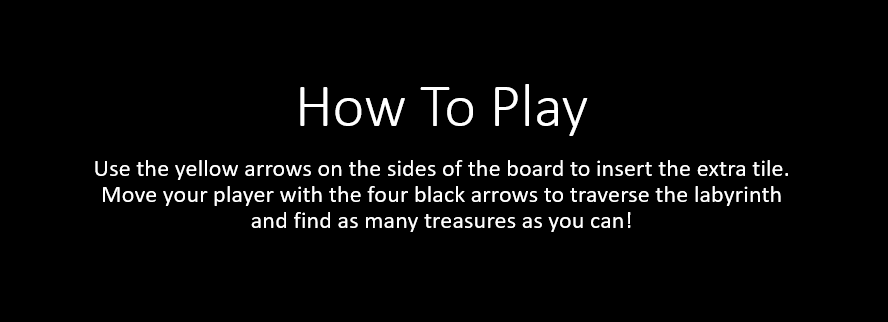 How To Play
Use the yellow arrows on the sides of the board to insert the extra tile.
Move your player with the four black arrows to traverse the labyrinth
and find as many treasures as you can!